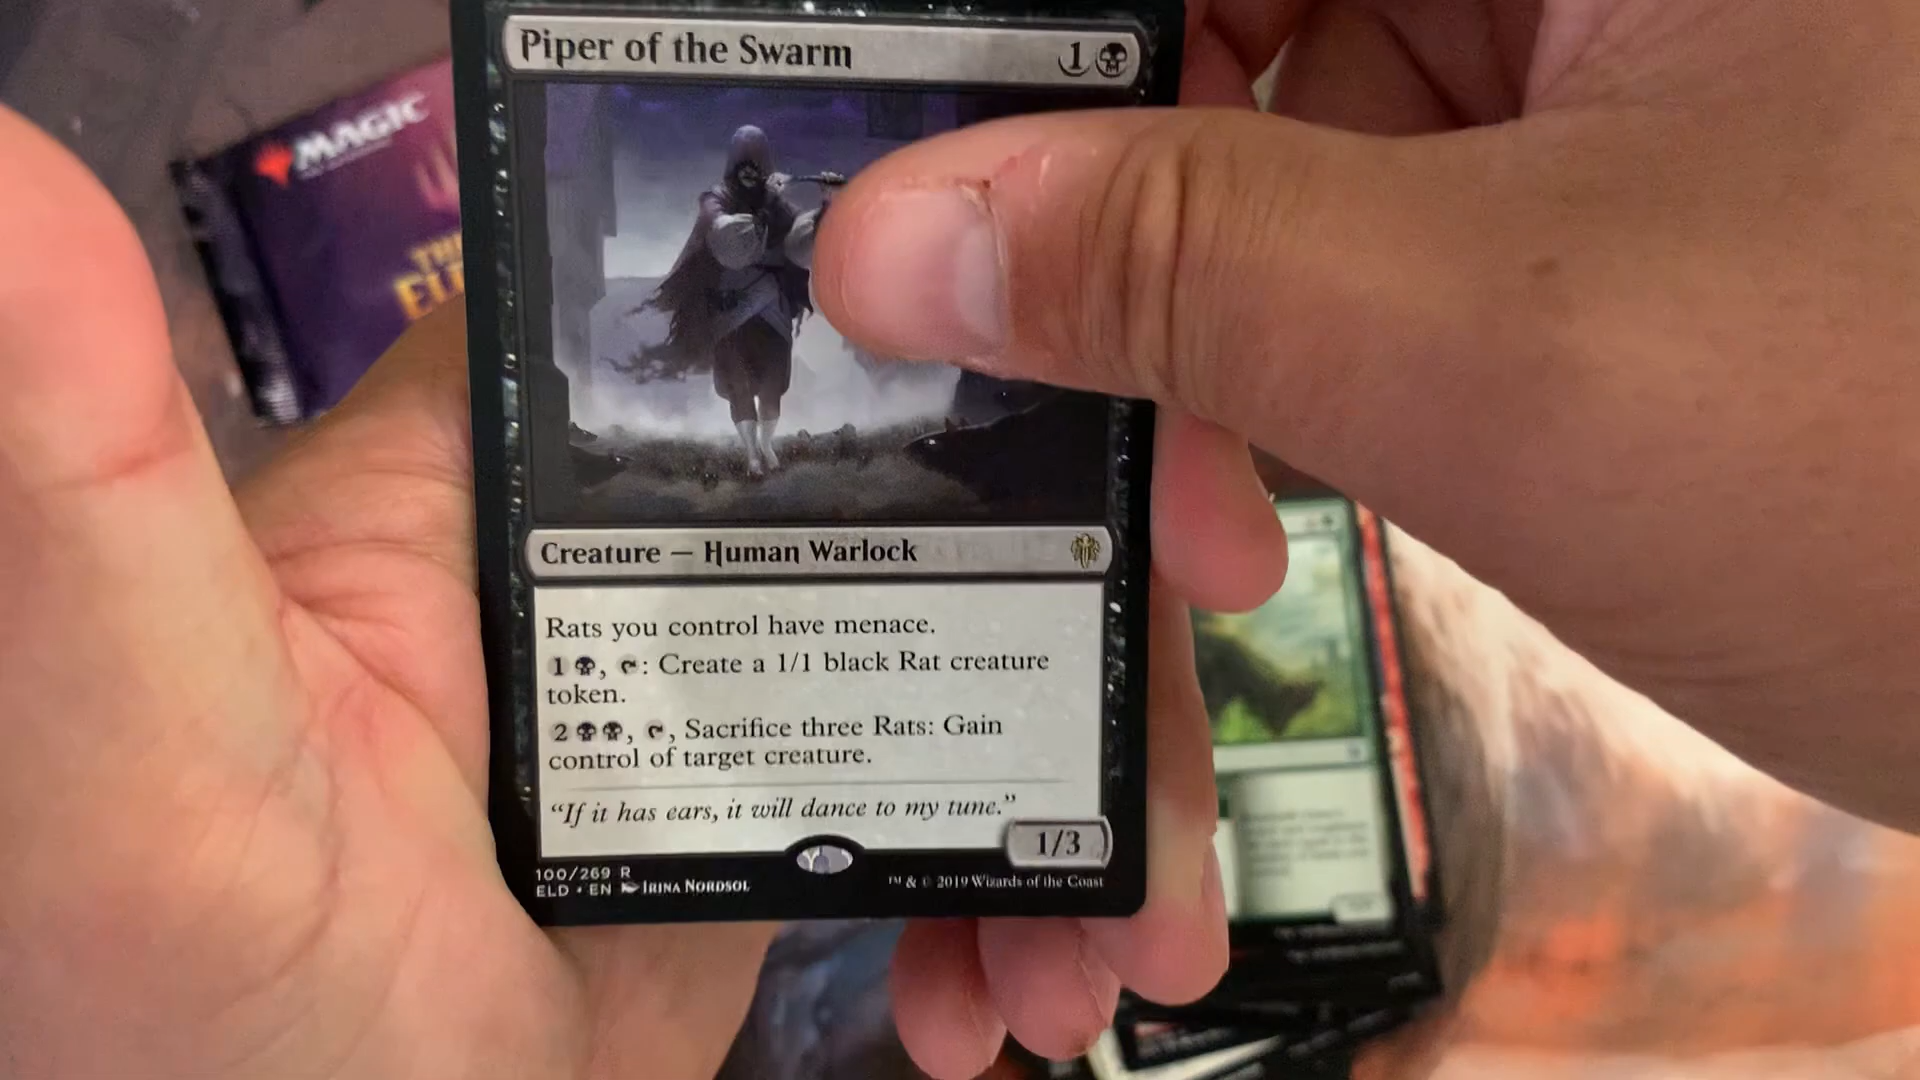 MAGIC
Piper of the Swarm 1
Creature — Human Warlock
Rats you control have menace.
1 , : Create a 1/1 black Rat creature
token.
2 , , Sacrifice three Rats: Gain
control of target creature.
“If it has ears, it will dance to my tune.”
1/3
100/269 R
ELD • EN IRINA NORDSOL
™ & © 2019 Wizards of the Coast